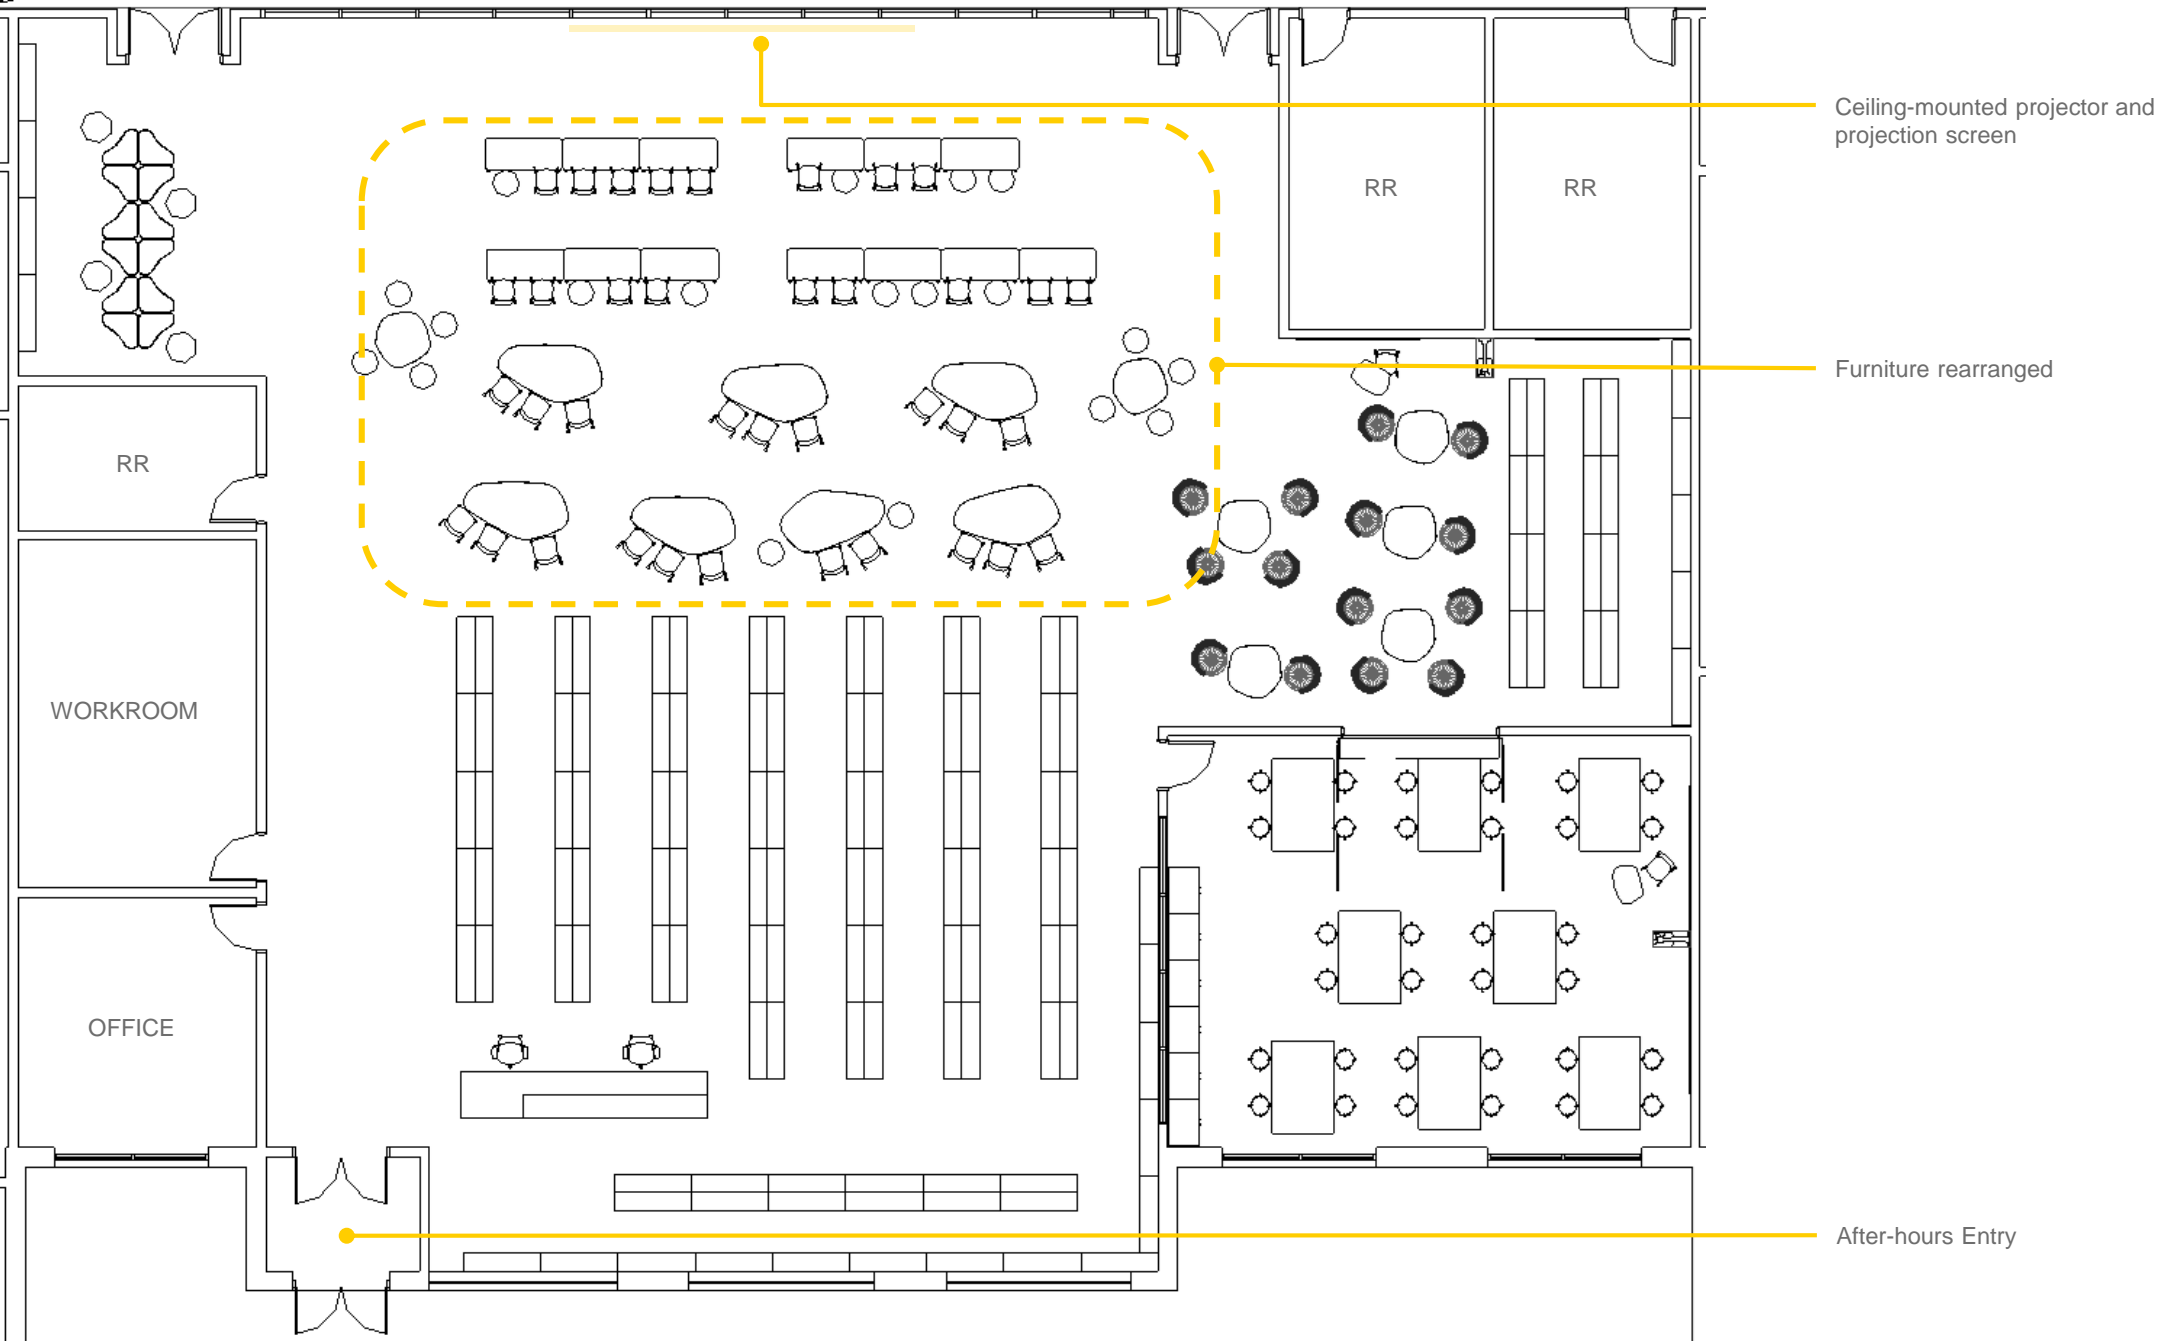 Ceiling-mounted projector and
projection screen
RR
RR
Furniture rearranged
RR
WORKROOM
OFFICE
After-hours Entry